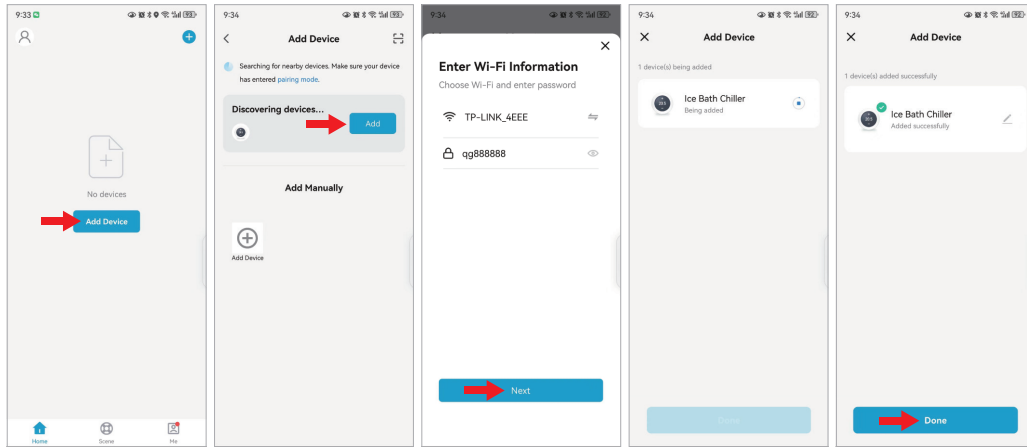 9:33
No devices
Add Device
Home
Scene
Me
9:34
Add Device
Searching for nearby devices. Make sure your device
has entered pairing mode.
Discovering devices...
Add
Add Manually
Add Device
9:34
Enter Wi-Fi Information
Choose Wi-Fi and enter password
TP-LINK_4EEE
qg888888
Next
9:34
Add Device
1 device(s) being added
Ice Bath Chiller
Being added
Done
9:34
Add Device
1 device(s) added successfully
Ice Bath Chiller
Added successfully
Done